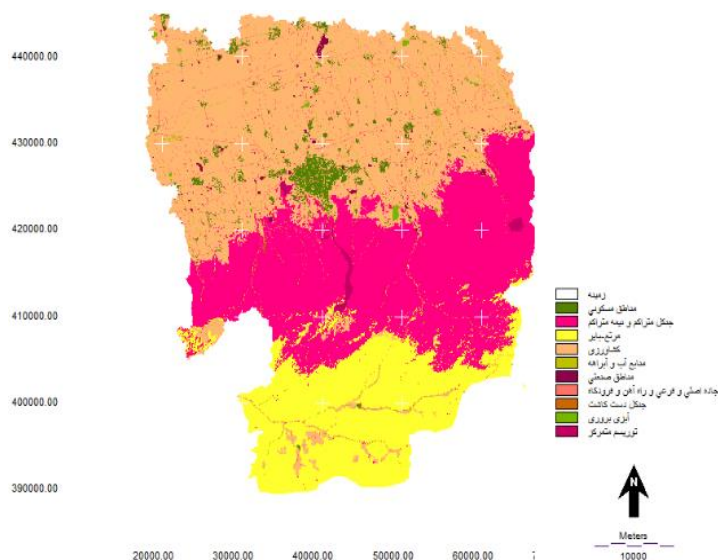 440000.00
430000.00
420000.00
410000.00
400000.00
390000.00
20000.00 30000.00 40000.00 50000.00 60000.00 7
زمینه
مناطق مسکونی
جنگل متراکم و نیمه متراکم
مرتع-بایر
کشاورزی
منابع آب و آبراهه
مناطق صنعتی
جاده اصلی و فرعی و راه آهن و فرودگاه
جنگل دست کاشت
آبزی پروری
توریسم متمرکز
N
Meters
10000